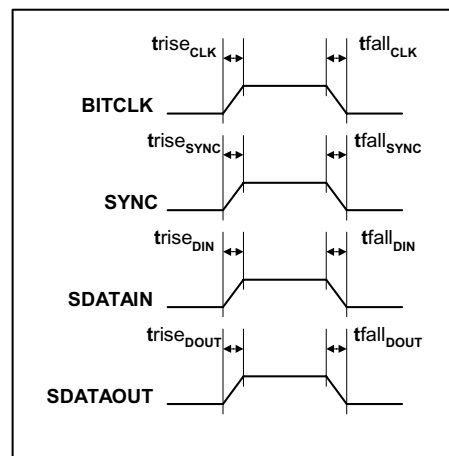 triseCLK tfallCLK
BITCLK
triseSYNC tfallSYNC
SYNC
triseDIN tfallDIN
SDATAIN
triseDOUT tfallDOUT
SDATAOUT